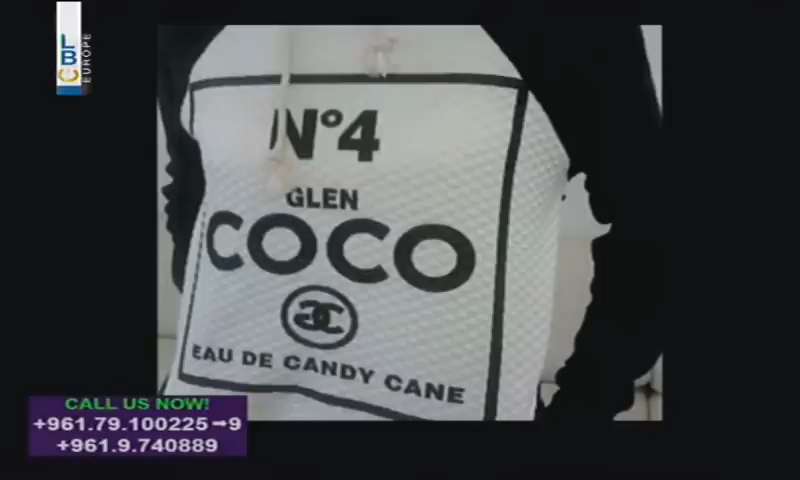 LBC
EUROPE
N°4
GLEN
COCO
GC
EAU DE CANDY CANE
CALL US NOW!
+961.79.100225→9
+961.9.740889